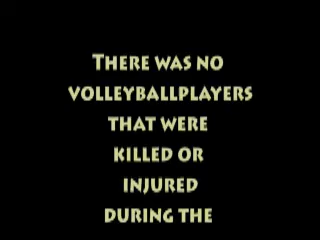 There was no
volleyballplayers
that were
killed or
injured
during the